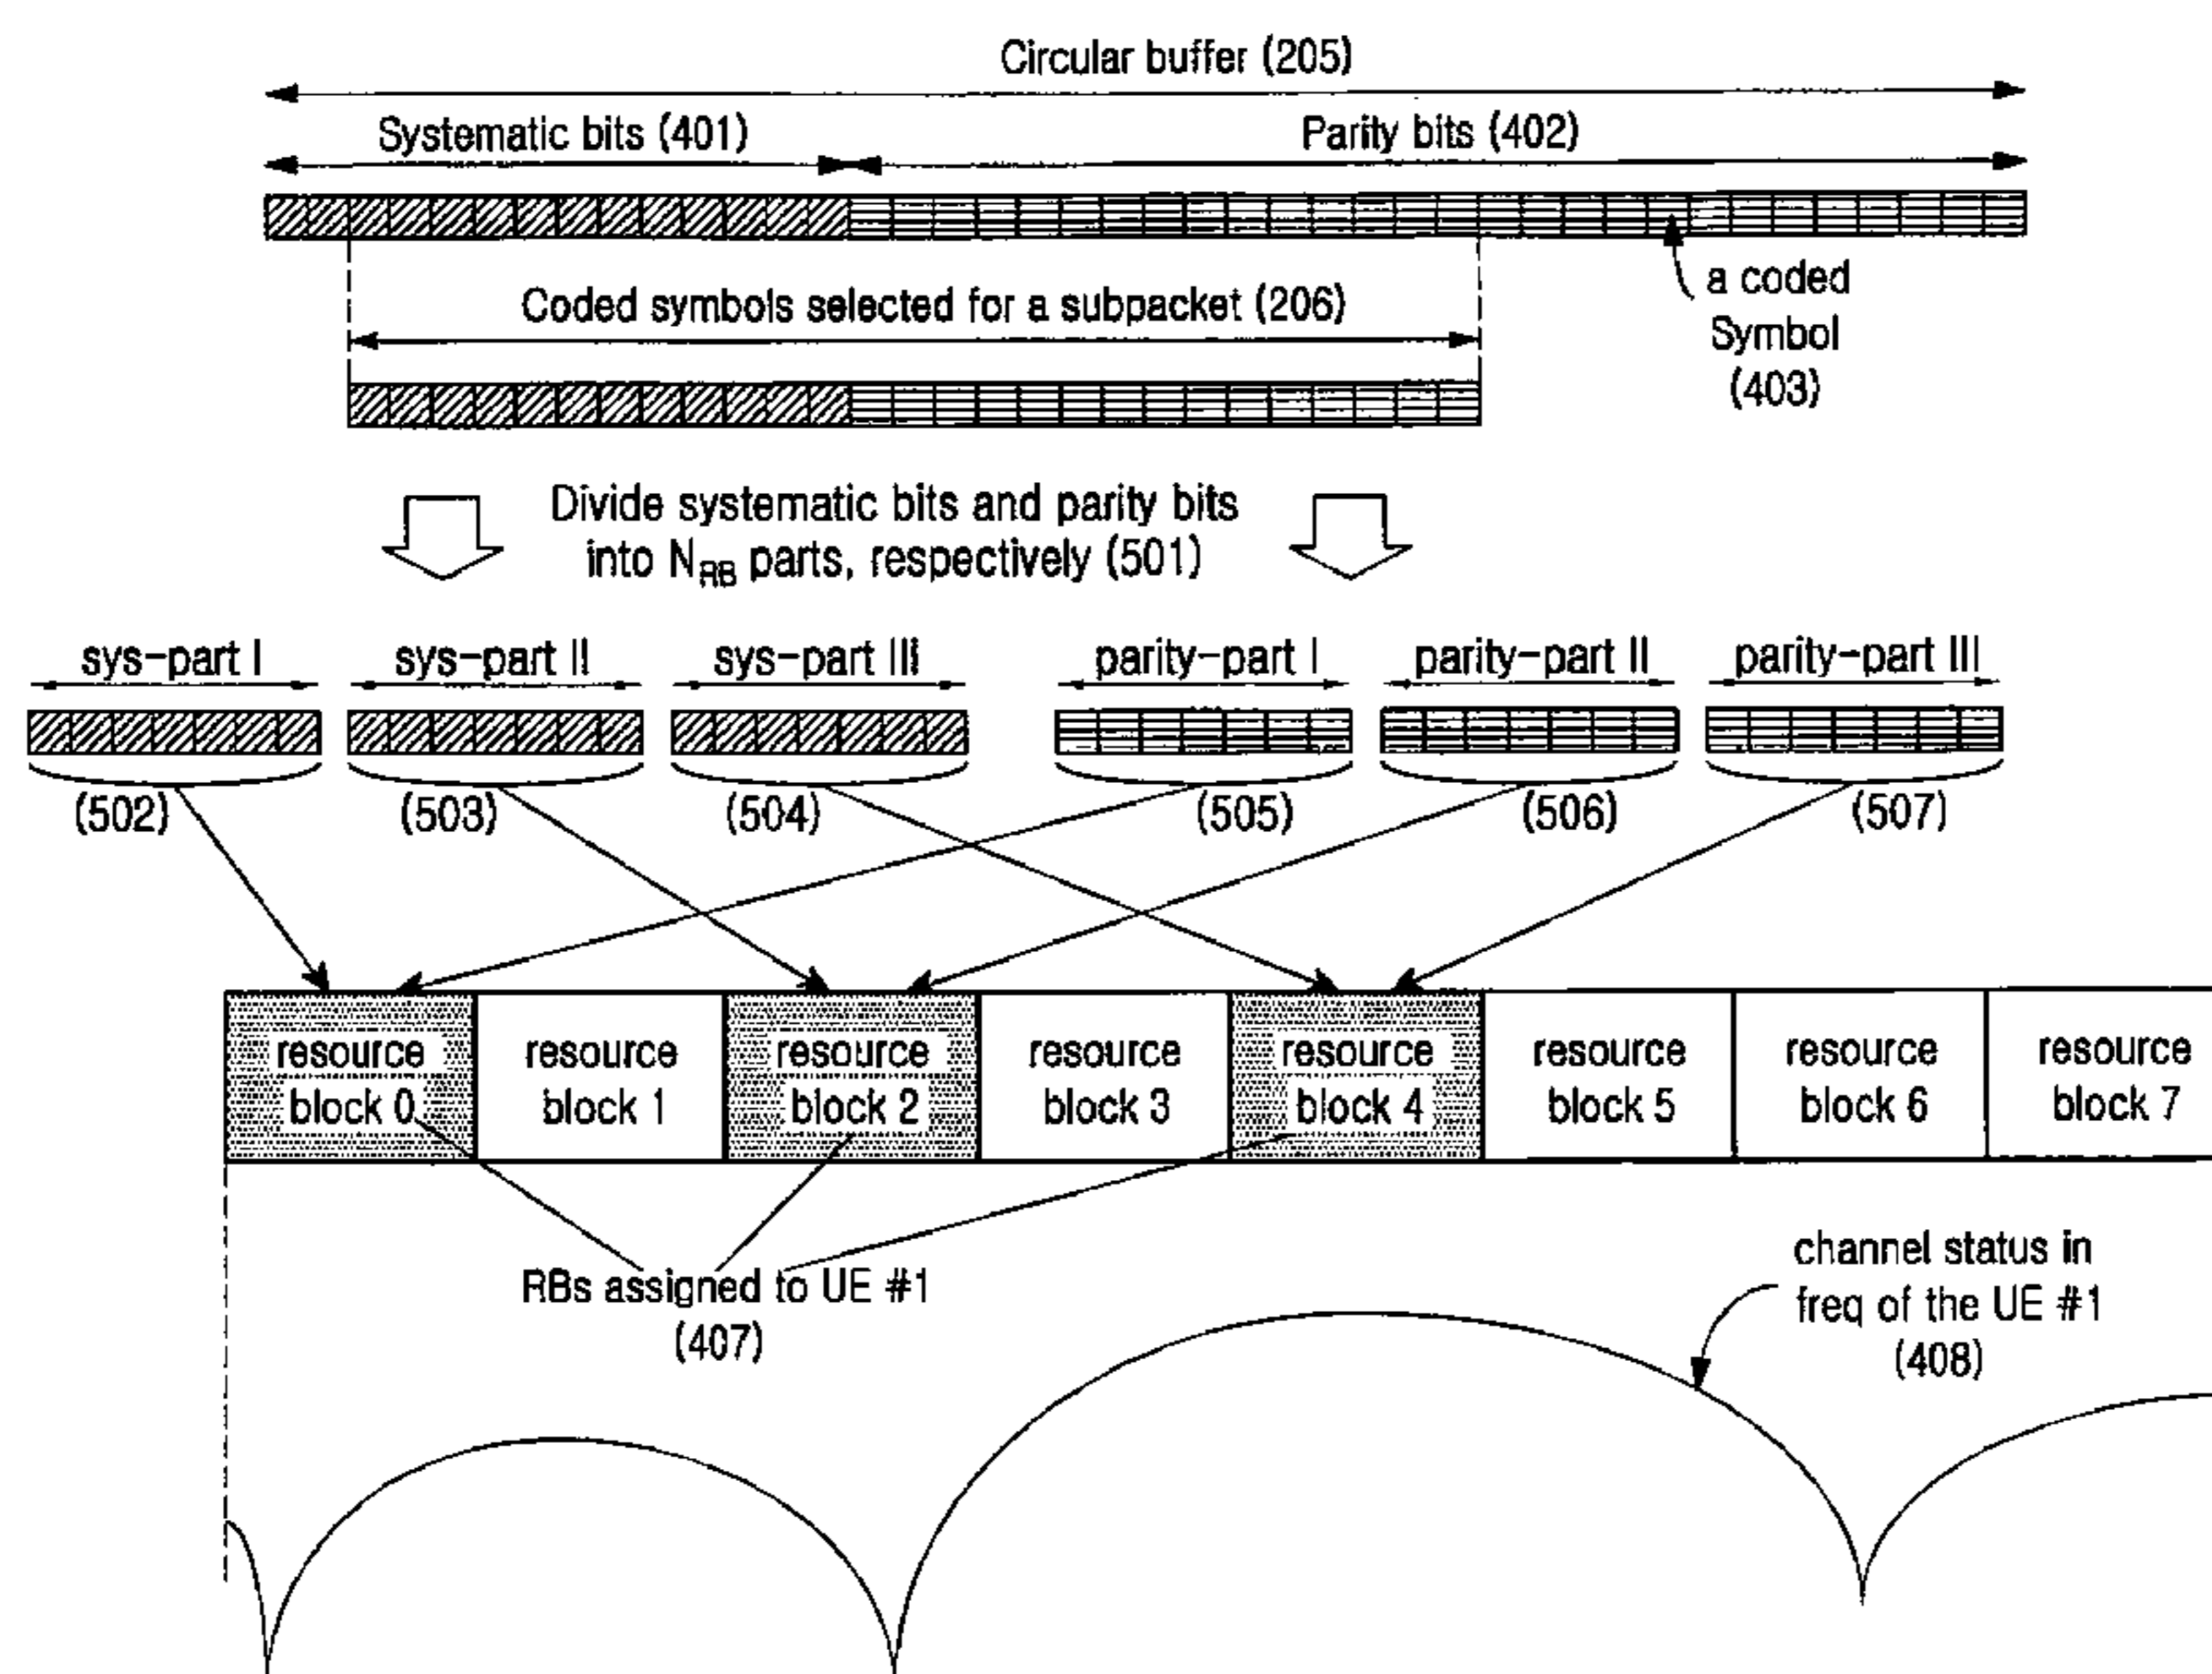 Circular buffer (205)
Systematic bits (401)
Parity bits (402)
Coded symbols selected for a subpacket (206)
a coded
Symbol
(403)
Divide systematic bits and parity bits
into N_RB parts, respectively (501)
sys-part I
sys-part II
sys-part III
parity-part I
parity-part II
parity-part III
(502)
(503)
(504)
(505)
(506)
(507)
resource
block 0
resource
block 1
resource
block 2
resource
block 3
resource
block 4
resource
block 5
resource
block 6
resource
block 7
RBs assigned to UE #1
(407)
channel status in
freq of the UE #1
(408)